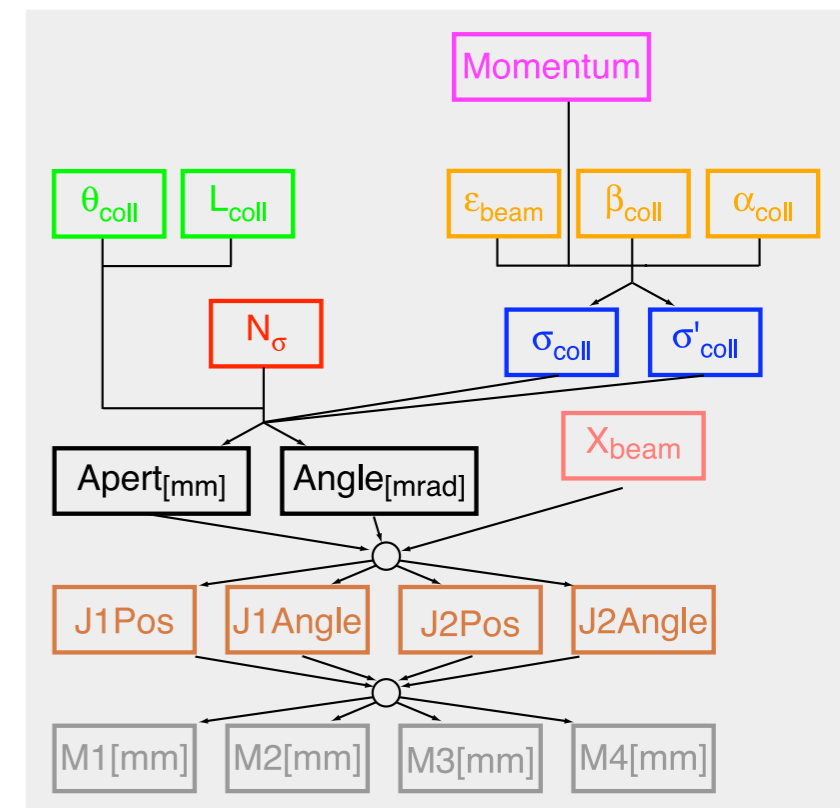 Momentum
θcoll Lcoll εbeam βcoll αcoll
Nσ σcoll σ'coll
Xbeam
Apert[mm] Angle[mrad]
J1Pos J1Angle J2Pos J2Angle
M1[mm] M2[mm] M3[mm] M4[mm]